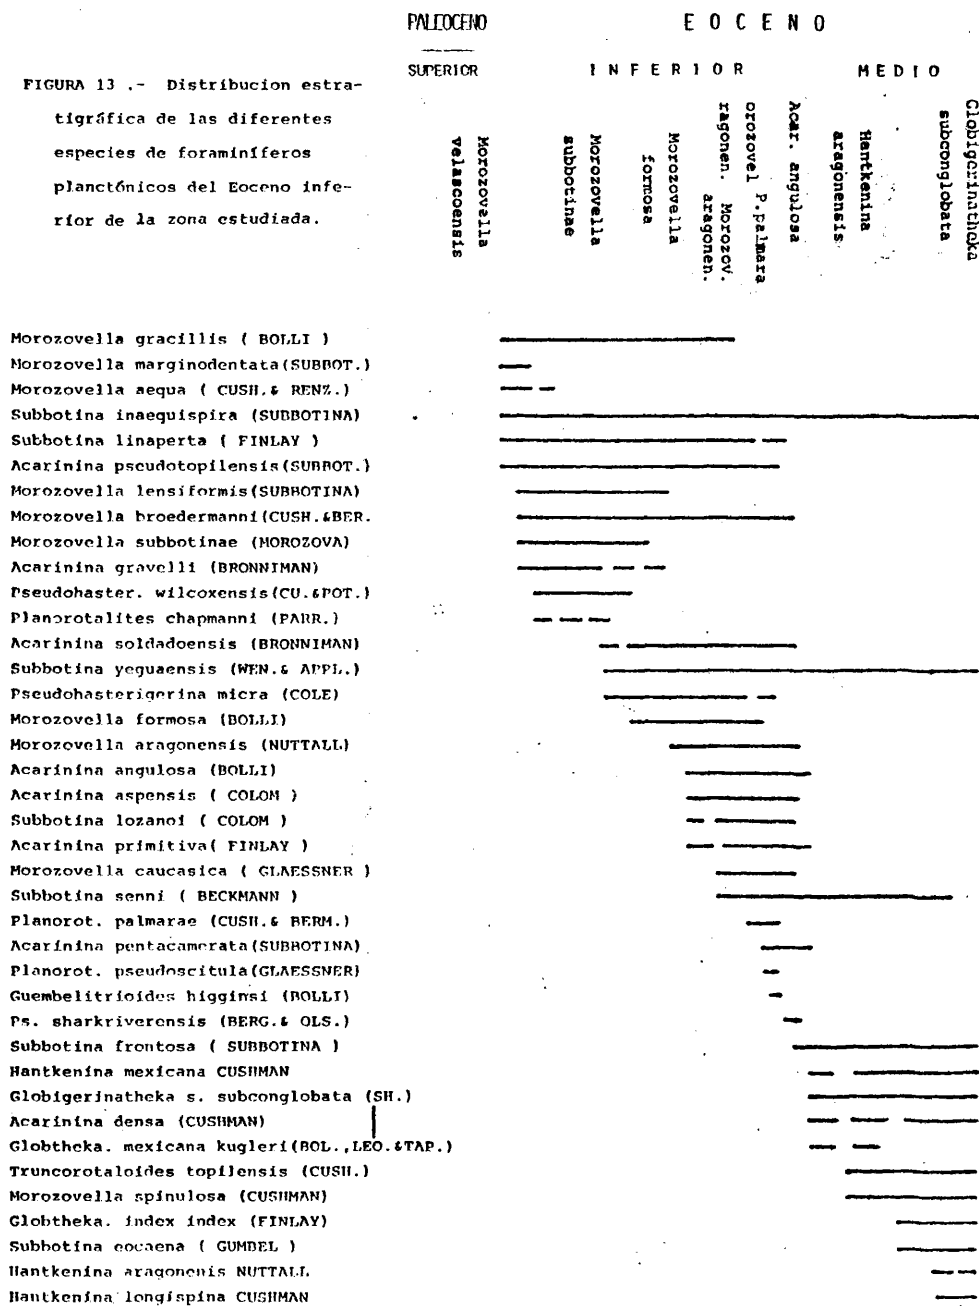 PALEOCENO
EOCENO
SUPERIOR
INFERIOR
MEDIO
FIGURA 13 .- Distribucion estra-
tigráfica de las diferentes
especies de foraminíferos
planctónicos del Eoceno infe-
rior de la zona estudiada.
Morozovella
velascoensis
Morozovella
subbotinae
Morozovella
formosa
Morozov.
aragonen.
orozovel
ragonen.
P.palmara
Acar. angulosa
Hantkenina
aragonensis
Globigerinatheka
subconglobata
Morozovella gracillis ( BOLLI )
Morozovella marginodentata(SUBBOT.)
Morozovella aequa ( CUSH.& RENZ.)
Subbotina inaequispira (SUBBOTINA)
Subbotina linaperta ( FINLAY )
Acarinina pseudotopilensis(SUBBOT.)
Morozovella lensiformis(SUBBOTINA)
Morozovella broedermanni(CUSH.&BER.
Morozovella subbotinae (MOROZOVA)
Acarinina gravelli (BRONNIMAN)
Pseudohaster. wilcoxensis(CU.&POT.)
Planorotalites chapmanni (PARR.)
Acarinina soldadoensis (BRONNIMAN)
Subbotina yeguaensis (WEN.& APPL.)
Pseudohasterigerina micra (COLE)
Morozovella formosa (BOLLI)
Morozovella aragonensis (NUTTALL)
Acarinina angulosa (BOLLI)
Acarinina aspensis ( COLOM )
Subbotina lozanoi ( COLOM )
Acarinina primitiva( FINLAY )
Morozovella caucasica ( GLAESSNER )
Subbotina senni ( BECKMANN )
Planorot. palmarae (CUSH.& BERM.)
Acarinina pentacamerata(SUBBOTINA)
Planorot. pseudoscitula(GLAESSNER)
Guembelitrioides higginsi (BOLLI)
Ps. sharkriverensis (BERG.& OLS.)
Subbotina frontosa ( SUBBOTINA )
Hantkenina mexicana CUSHMAN
Globigerinatheka s. subconglobata (SH.)
Acarinina densa (CUSHMAN)
Globtheka. mexicana kugleri(BOL.,LEO.&TAP.)
Truncorotaloides topilensis (CUSH.)
Morozovella spinulosa (CUSHMAN)
Globtheka. index index (FINLAY)
Subbotina eocaena ( GUMBEL )
Hantkenina aragonenis NUTTALL
Hantkenina longispina CUSHMAN